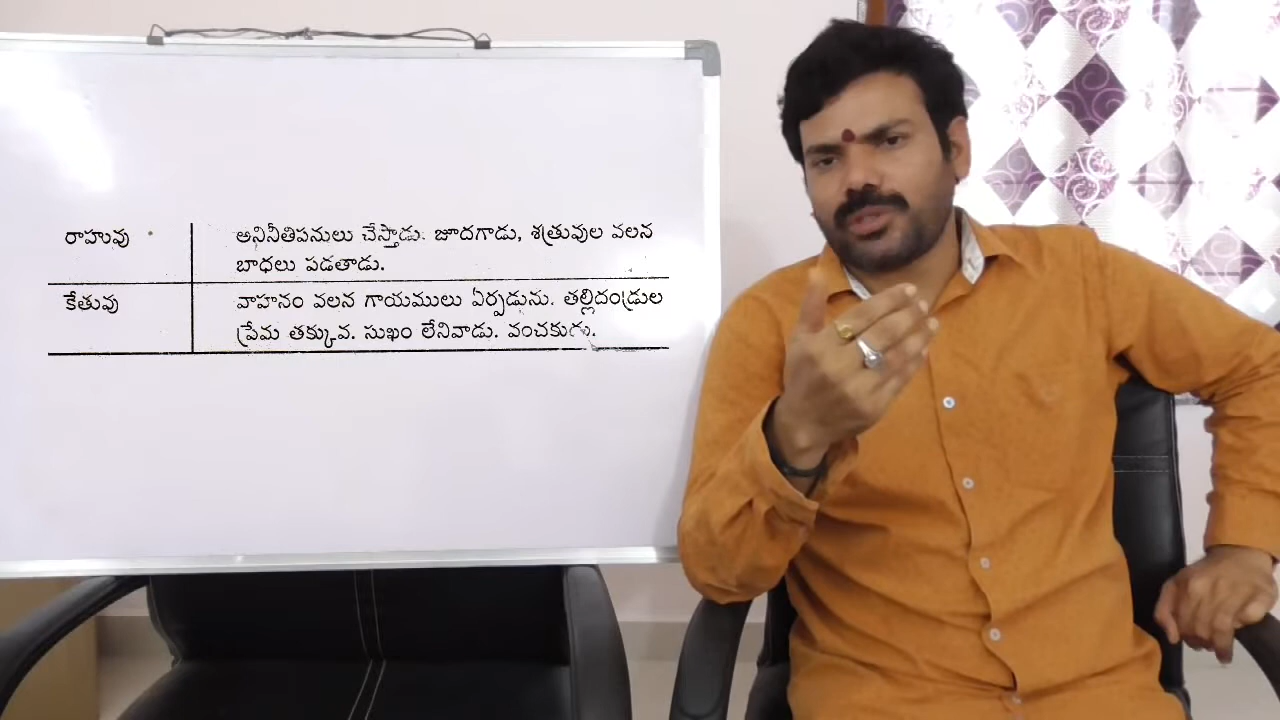 రాహువు అనినీతిపనులు చేస్తాడు. జూదగాడు, శత్రువుల వలన
బాధలు పడతాడు.
కేతువు వాహనం వలన గాయములు ఏర్పడును. తల్లిదండ్రుల
ప్రేమ తక్కువ. సుఖం లేనివాడు. వంచకుడు.